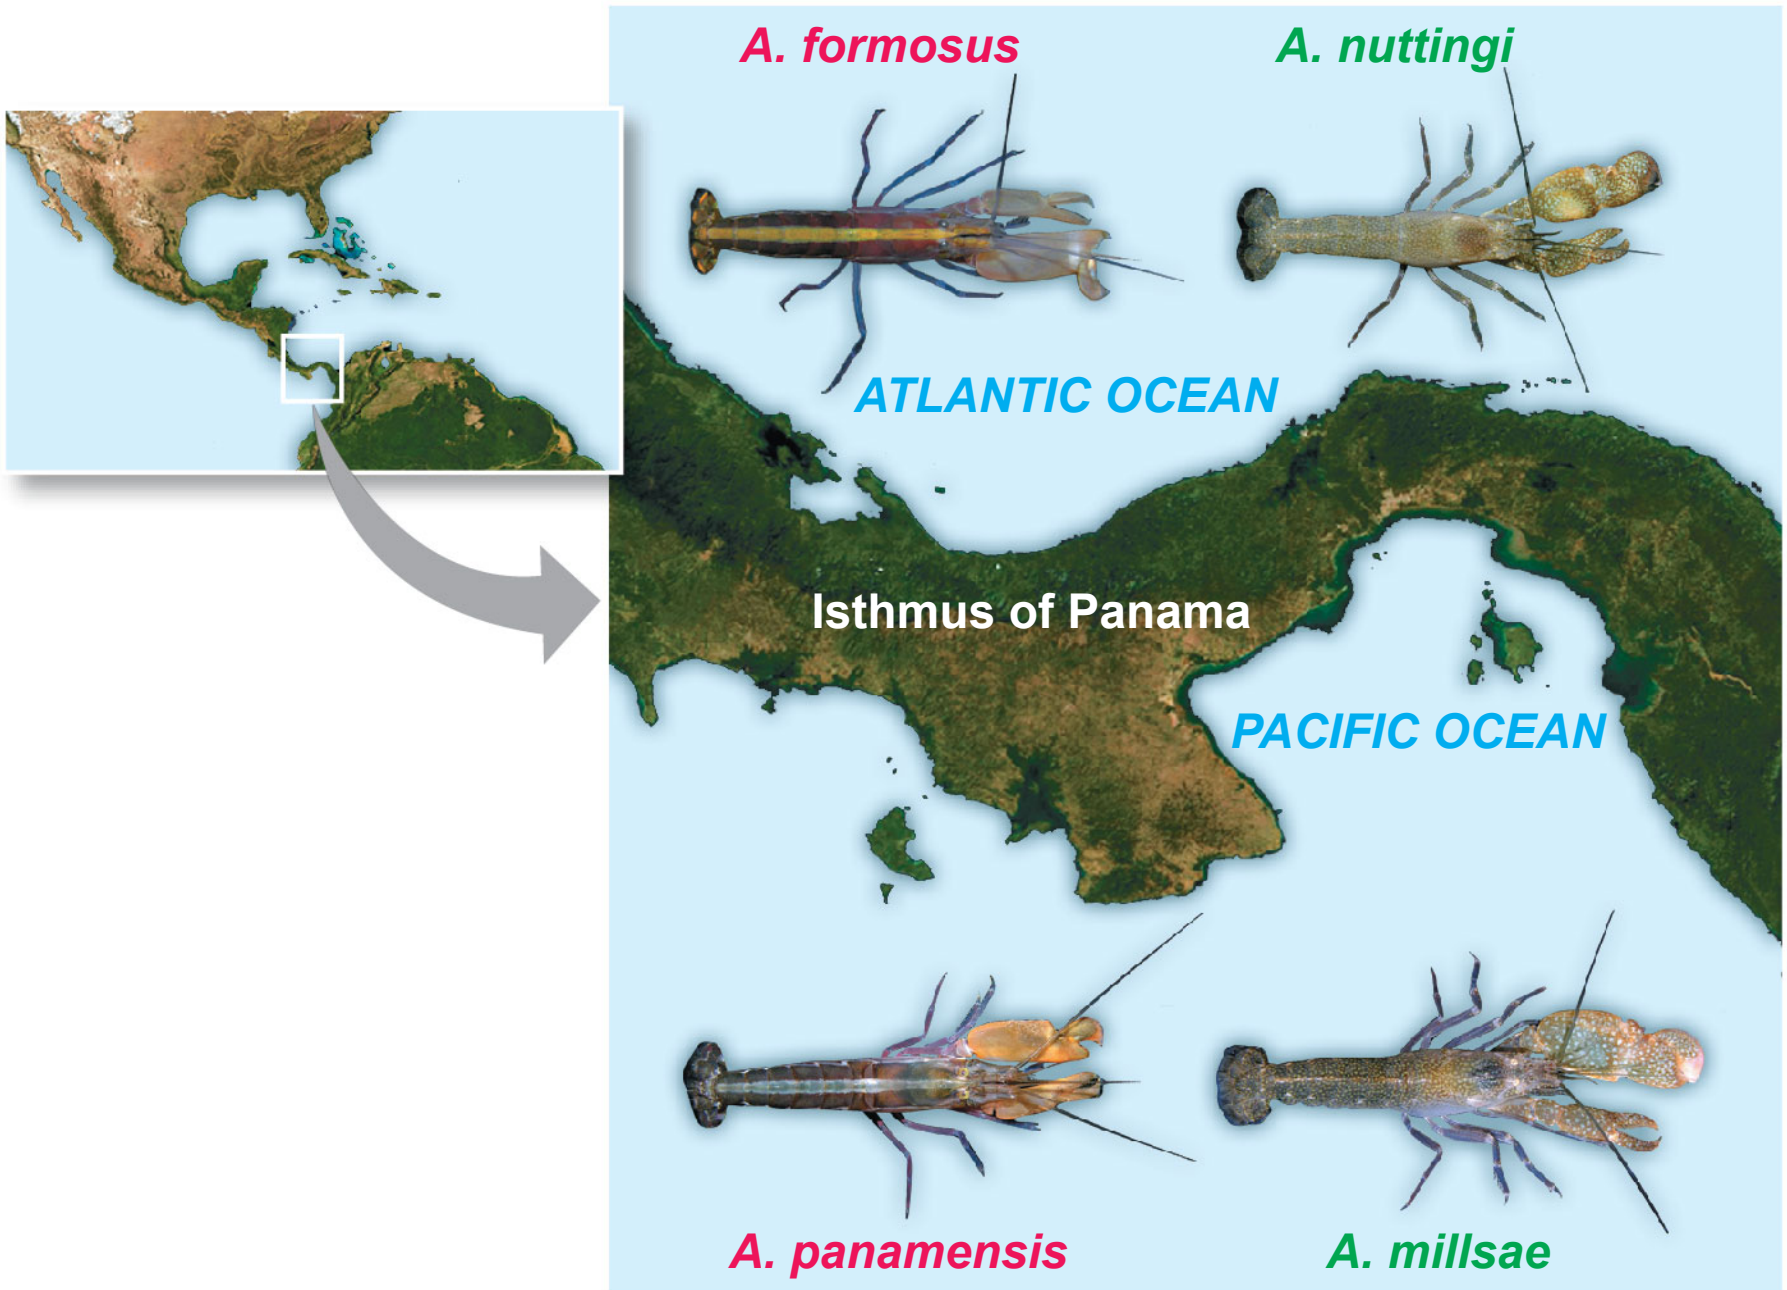 A. formosus
A. nuttingi
ATLANTIC OCEAN
Isthmus of Panama
PACIFIC OCEAN
A. panamensis
A. millsae